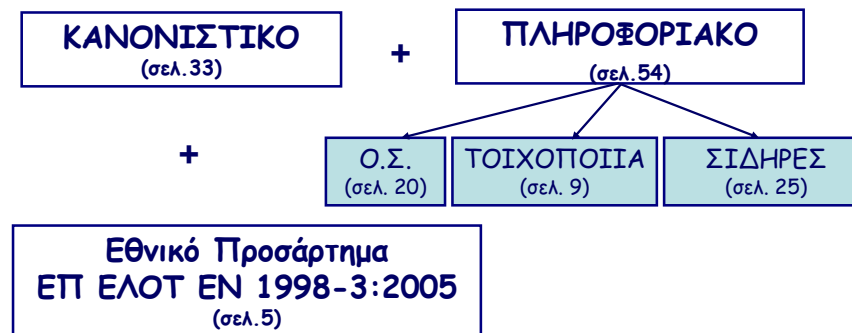 ΚΑΝΟΝΙΣΤΙΚΟ
(σελ.33)
+
ΠΛΗΡΟΦΟΡΙΑΚΟ
(σελ.54)
+
Ο.Σ.
(σελ. 20)
ΤΟΙΧΟΠΟΙΙΑ
(σελ. 9)
ΣΙΔΗΡΕΣ
(σελ. 25)
Εθνικό Προσάρτημα
ΕΠ ΕΛΟΤ ΕΝ 1998-3:2005
(σελ.5)